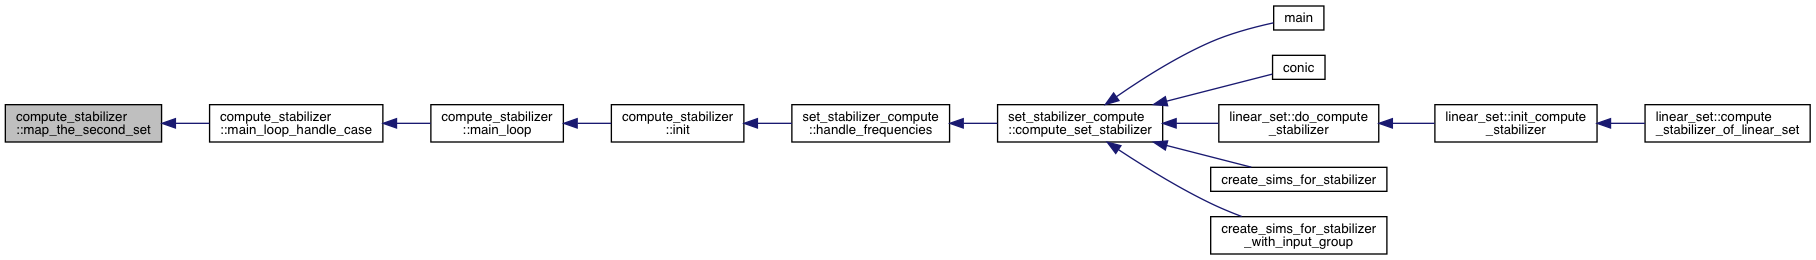 main
conic
compute_stabilizer
::map_the_second_set
compute_stabilizer
::main_loop_handle_case
compute_stabilizer
::main_loop
compute_stabilizer
::init
set_stabilizer_compute
::handle_frequencies
set_stabilizer_compute
::compute_set_stabilizer
linear_set::do_compute
_stabilizer
linear_set::init_compute
_stabilizer
linear_set::compute
_stabilizer_of_linear_set
create_sims_for_stabilizer
create_sims_for_stabilizer
_with_input_group